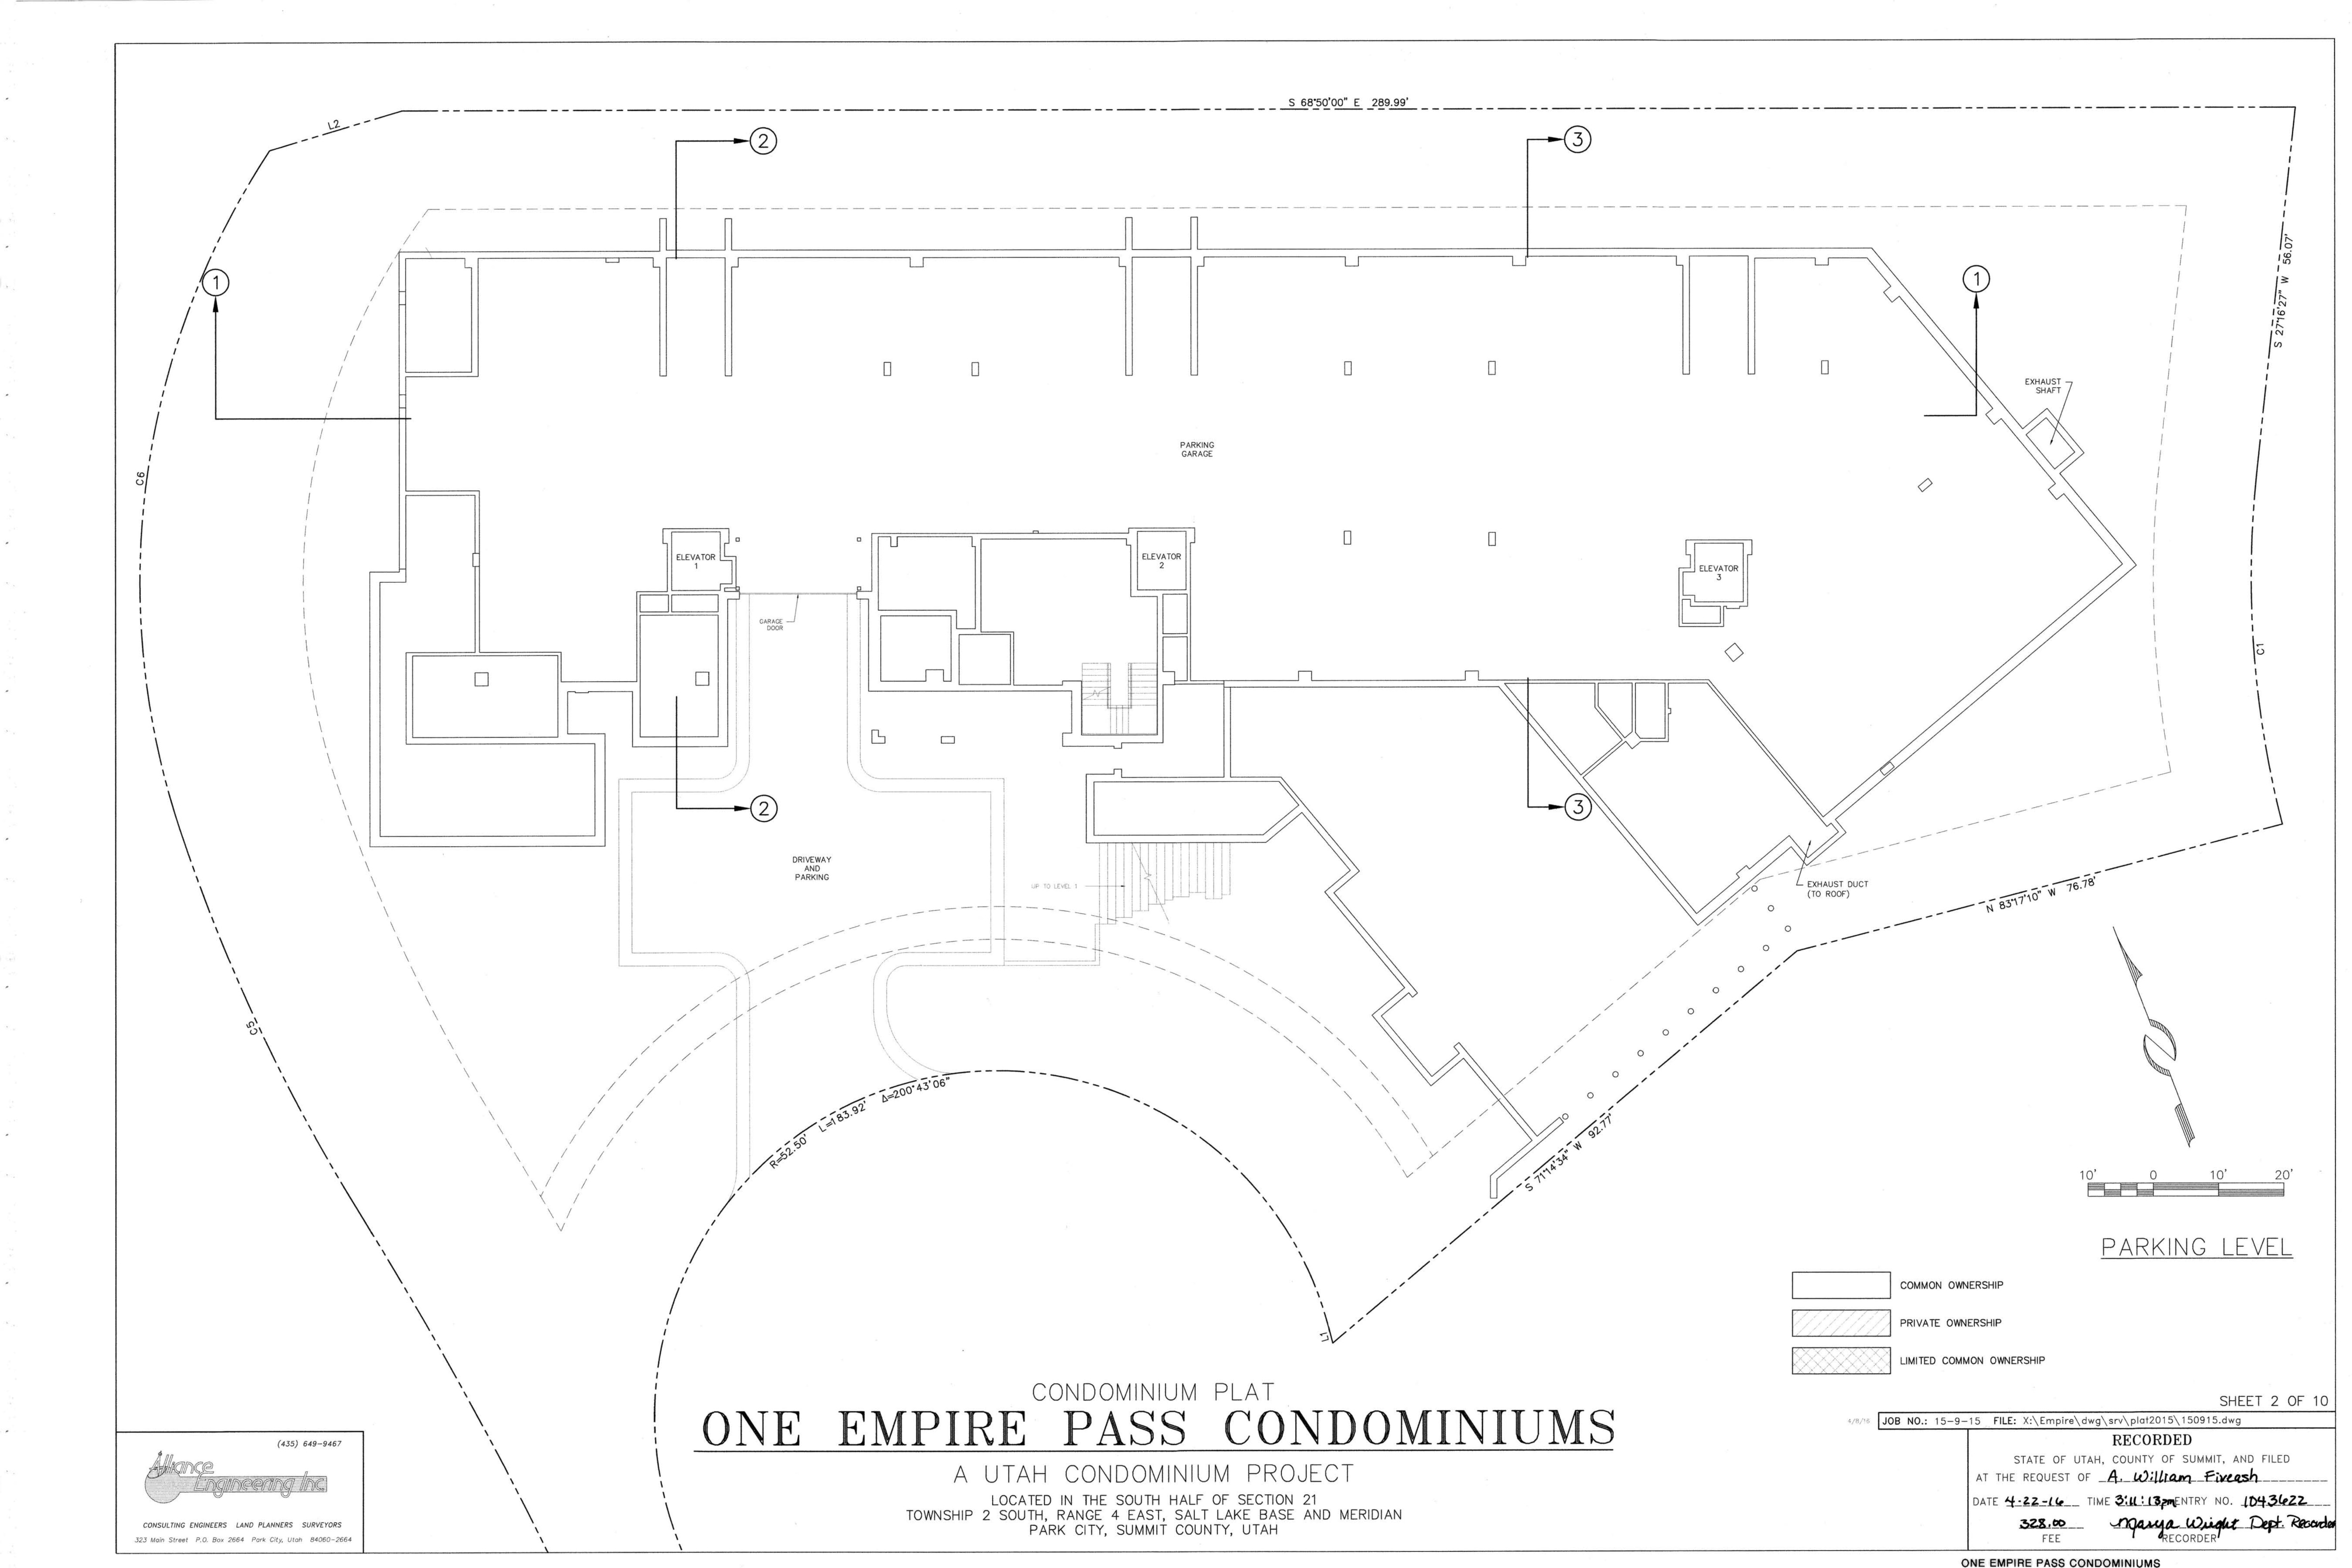 S 68°50'00" E 289.99'
L2
2
3
1
1
S 27°16'27" W 56.07'
EXHAUST
SHAFT
PARKING
GARAGE
C6
ELEVATOR
1
ELEVATOR
2
ELEVATOR
3
GARAGE
DOOR
C1
2
3
DRIVEWAY
AND
PARKING
UP TO LEVEL 1
EXHAUST DUCT
(TO ROOF)
N 83°17'10" W 76.78'
C5
R=52.50' L=183.92' Δ=200°43'06"
S 71°14'34" W 92.77'
L1
10' 0 10' 20'
PARKING LEVEL
COMMON OWNERSHIP
PRIVATE OWNERSHIP
LIMITED COMMON OWNERSHIP
CONDOMINIUM PLAT
ONE EMPIRE PASS CONDOMINIUMS
A UTAH CONDOMINIUM PROJECT
LOCATED IN THE SOUTH HALF OF SECTION 21
TOWNSHIP 2 SOUTH, RANGE 4 EAST, SALT LAKE BASE AND MERIDIAN
PARK CITY, SUMMIT COUNTY, UTAH
(435) 649-9467
Alliance
Engineering Inc.
CONSULTING ENGINEERS LAND PLANNERS SURVEYORS
323 Main Street P.O. Box 2664 Park City, Utah 84060-2664
SHEET 2 OF 10
4/8/16 JOB NO.: 15-9-15 FILE: X:\Empire\dwg\srv\plat2015\150915.dwg
RECORDED
STATE OF UTAH, COUNTY OF SUMMIT, AND FILED
AT THE REQUEST OF A. William Fiveash
DATE 4-22-16 TIME 3:11:13pm ENTRY NO. 1043622
328.00 Marya Wright Dept. Recorder
FEE RECORDER
ONE EMPIRE PASS CONDOMINIUMS